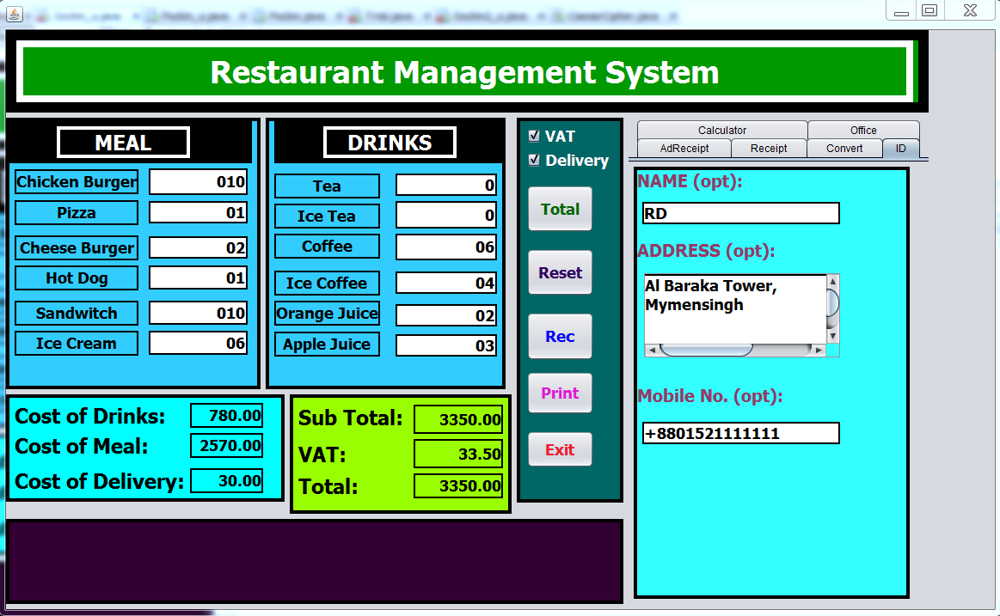 Restaurant Management System
MEAL
Chicken Burger 010
Pizza 01
Cheese Burger 02
Hot Dog 01
Sandwitch 010
Ice Cream 06
DRINKS
Tea 0
Ice Tea 0
Coffee 06
Ice Coffee 04
Orange Juice 02
Apple Juice 03
VAT
Delivery
Total
Reset
Rec
Print
Exit
Calculator Office
AdReceipt Receipt Convert ID
NAME (opt):
RD
ADDRESS (opt):
Al Baraka Tower,
Mymensingh
Mobile No. (opt):
+8801521111111
Cost of Drinks: 780.00
Cost of Meal: 2570.00
Cost of Delivery: 30.00
Sub Total: 3350.00
VAT: 33.50
Total: 3350.00